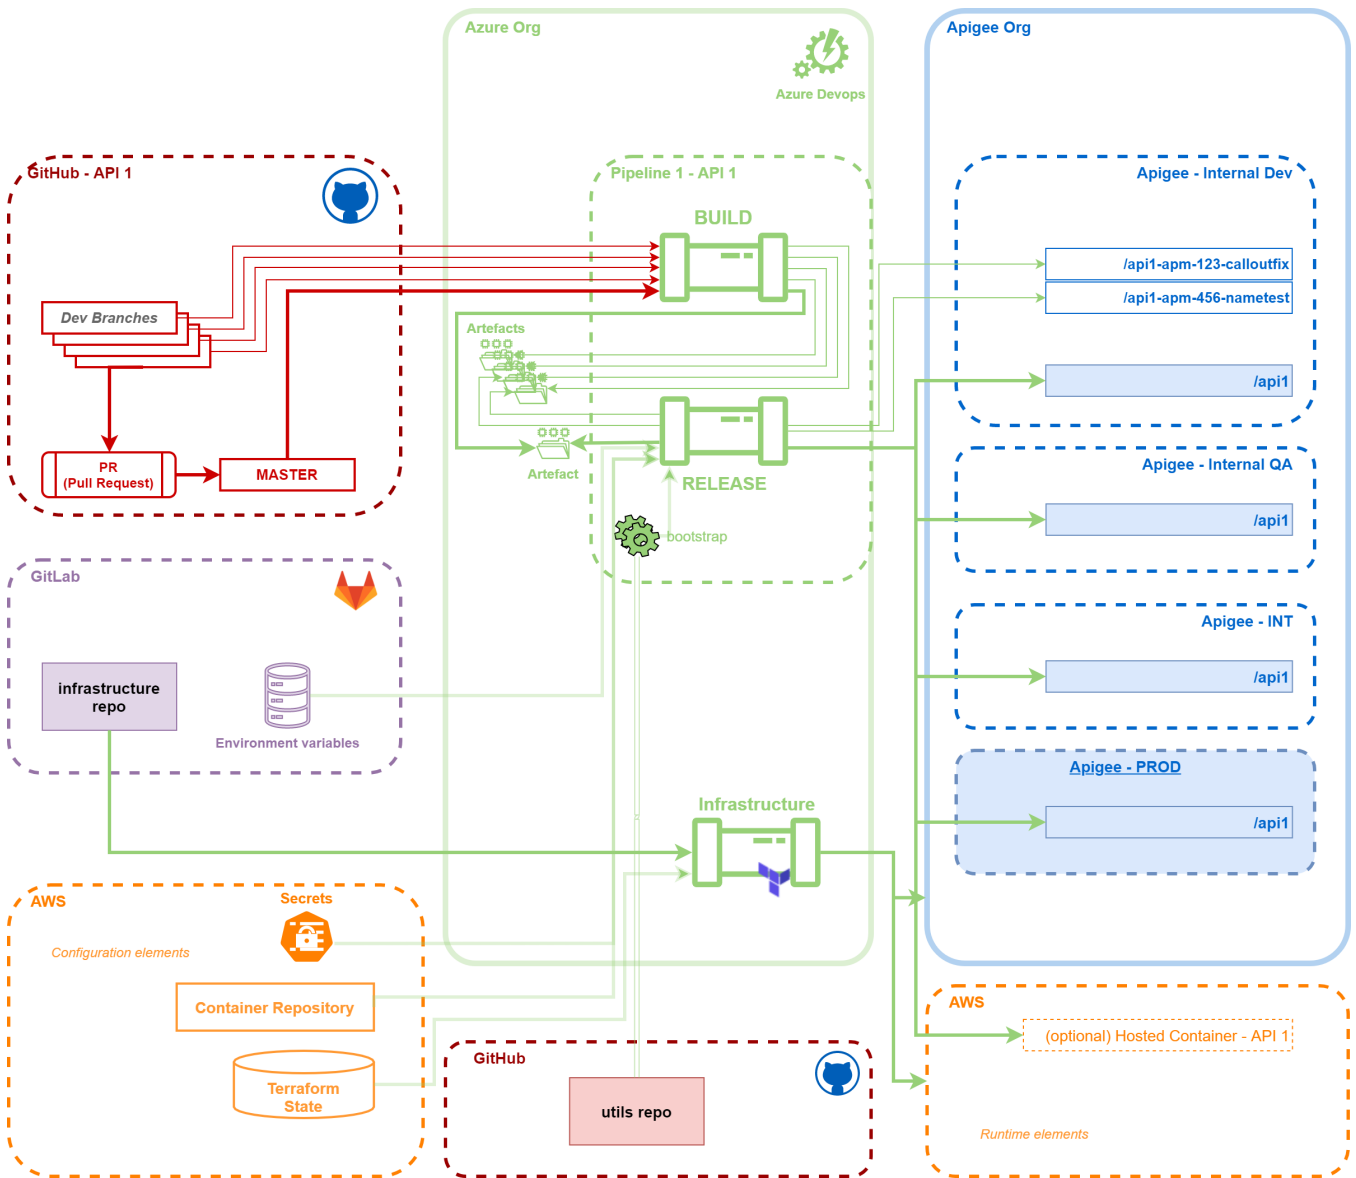 Azure Org
Azure Devops
Apigee Org
GitHub - API 1
Dev Branches
PR
(Pull Request)
MASTER
Pipeline 1 - API 1
BUILD
Artefacts
Artefact
RELEASE
bootstrap
Apigee - Internal Dev
/api1-apm-123-calloutfix
/api1-apm-456-nametest
/api1
Apigee - Internal QA
/api1
Apigee - INT
/api1
Apigee - PROD
/api1
GitLab
infrastructure
repo
Environment variables
Infrastructure
AWS
Secrets
Configuration elements
Container Repository
Terraform
State
GitHub
utils repo
AWS
(optional) Hosted Container - API 1
Runtime elements